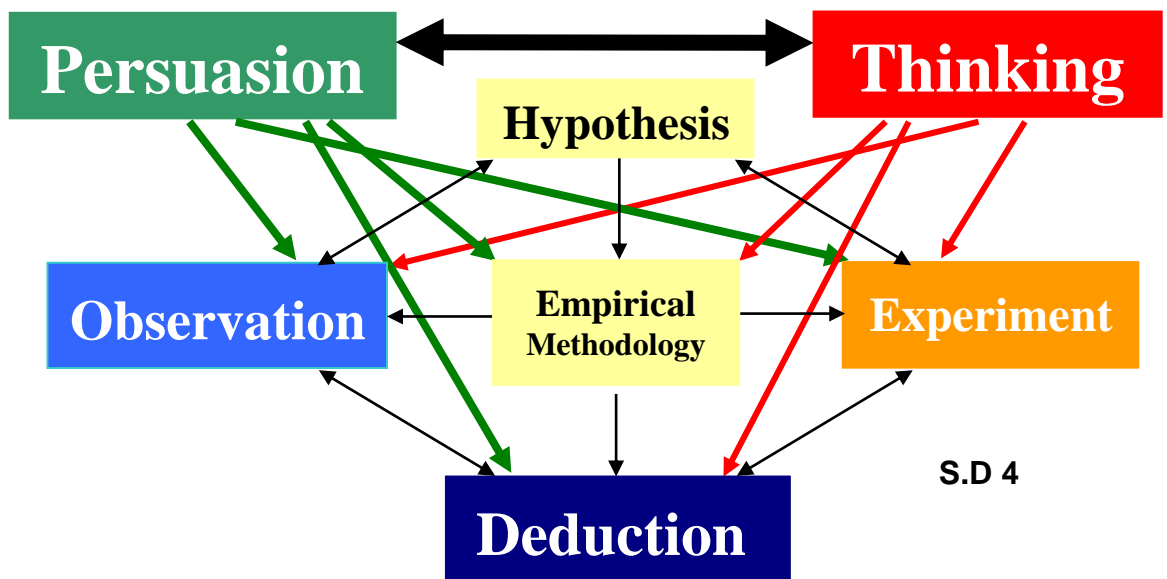 Persuasion
Thinking
Hypothesis
Observation
Empirical
Methodology
Experiment
S.D 4
Deduction